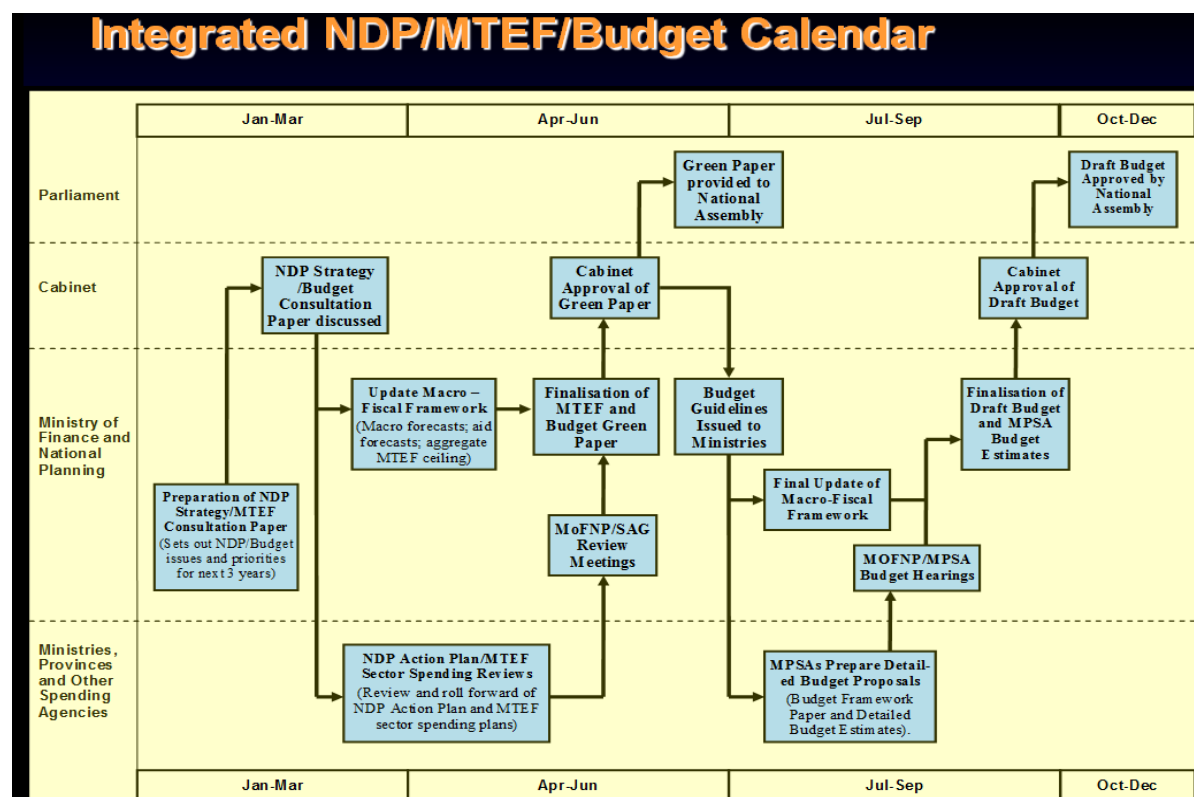 Integrated NDP/MTEF/Budget Calendar
Jan-Mar
Apr-Jun
Jul-Sep
Oct-Dec
Parliament
Green Paper
provided to
National
Assembly
Draft Budget
Approved by
National
Assembly
Cabinet
NDP Strategy
/Budget
Consultation
Paper discussed
Cabinet
Approval of
Green Paper
Cabinet
Approval of
Draft Budget
Ministry of
Finance and
National
Planning
Preparation of NDP
Strategy/MTEF
Consultation Paper
(Sets out NDP/Budget
issues and priorities
for next 3 years)
Update Macro –
Fiscal Framework
(Macro forecasts; aid
forecasts; aggregate
MTEF ceiling)
Finalisation of
MTEF and
Budget Green
Paper
MoFNP/SAG
Review
Meetings
Budget
Guidelines
Issued to
Ministries
Final Update of
Macro-Fiscal
Framework
MOFNP/MPSA
Budget Hearings
Finalisation of
Draft Budget
and MPSA
Budget
Estimates
Ministries,
Provinces
and Other
Spending
Agencies
NDP Action Plan/MTEF
Sector Spending Reviews
(Review and roll forward of
NDP Action Plan and MTEF
sector spending plans)
MPSAs Prepare Detail-
ed Budget Proposals
(Budget Framework
Paper and Detailed
Budget Estimates).
Jan-Mar
Apr-Jun
Jul-Sep
Oct-Dec